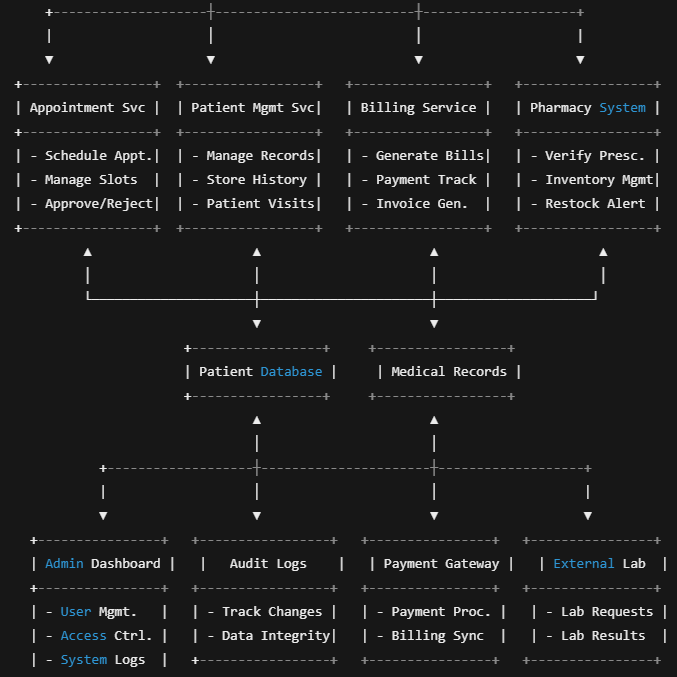 Appointment Svc | Patient Mgmt Svc | Billing Service | Pharmacy System
- Schedule Appt. | - Manage Records | - Generate Bills | - Verify Presc.
- Manage Slots | - Store History | - Payment Track | - Inventory Mgmt
- Approve/Reject | - Patient Visits | - Invoice Gen. | - Restock Alert
Patient Database | Medical Records
Admin Dashboard | Audit Logs | Payment Gateway | External Lab
- User Mgmt. | - Track Changes | - Payment Proc. | - Lab Requests
- Access Ctrl. | - Data Integrity | - Billing Sync | - Lab Results
- System Logs